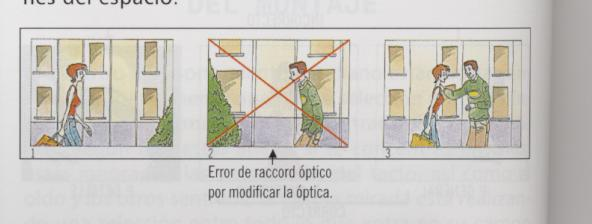 nes del espacio.
1
2
3
Error de raccord óptico
por modificar la óptica.